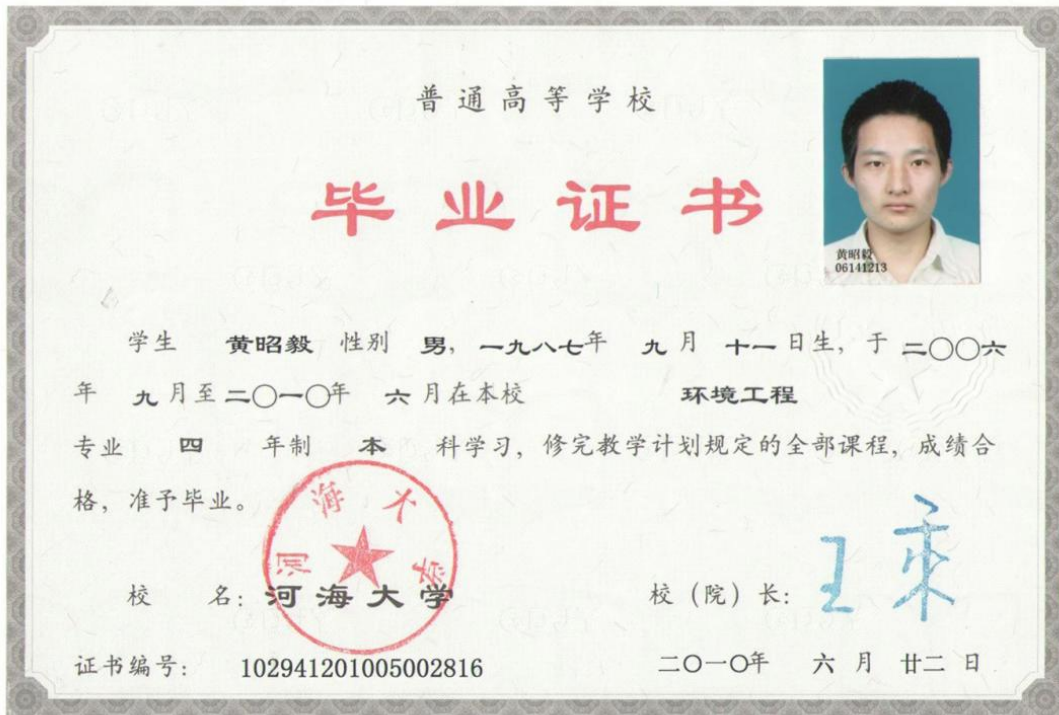 普通高等学校
毕业证书
黄昭毅
06141213
学生 黄昭毅 性别 男，一九八七年 九月 十一日生，于 二〇〇六
年 九月至二〇一〇年 六月在本校 环境工程
专业 四 年制 本 科学习，修完教学计划规定的全部课程，成绩合
格，准予毕业。
河海大学
校 名：河海大学 校（院）长：王乘
证书编号： 102941201005002816 二〇一〇年 六月 廿二日